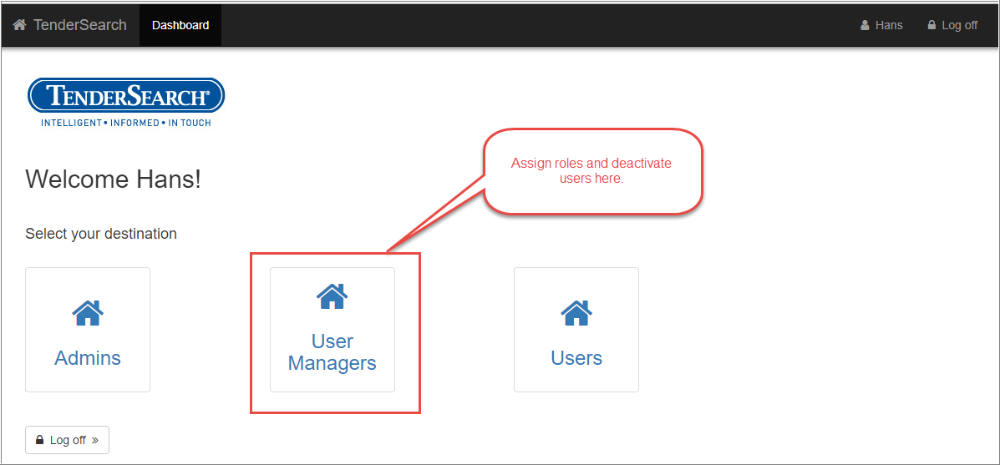 TenderSearch Dashboard Hans Log off
TENDERSEARCH®
INTELLIGENT • INFORMED • IN TOUCH
Assign roles and deactivate
users here.
Welcome Hans!
Select your destination
Admins
User
Managers
Users
Log off »